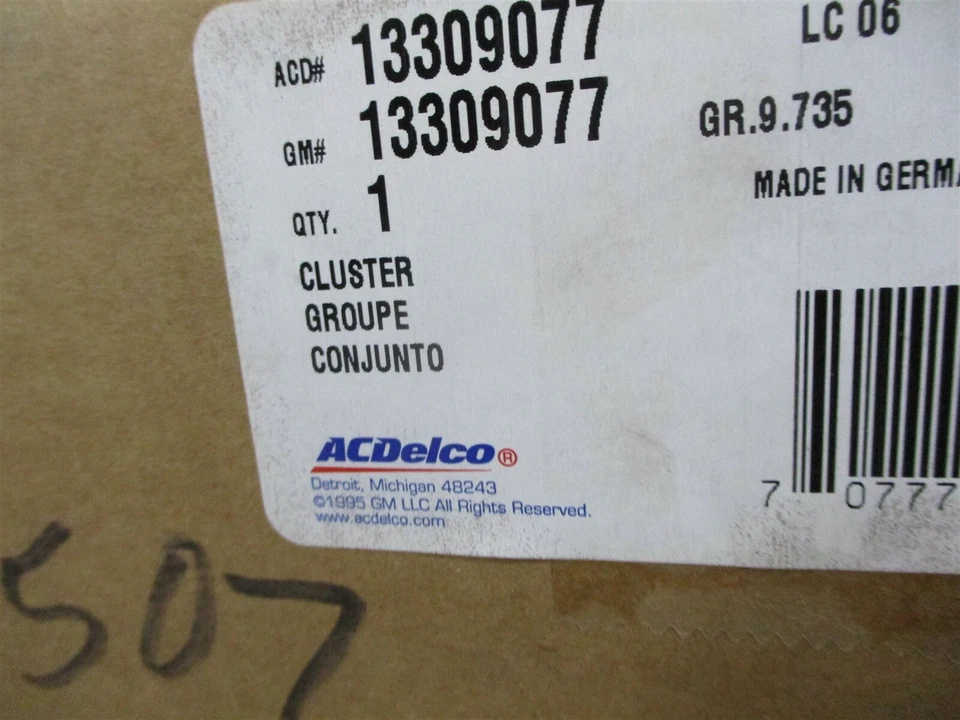 ACD# 13309077 LC 06
GM# 13309077 GR.9.735
QTY. 1 MADE IN GERMA
CLUSTER
GROUPE
CONJUNTO
ACDelco®
Detroit, Michigan 48243
©1995 GM LLC All Rights Reserved.
www.acdelco.com
7 0777
507